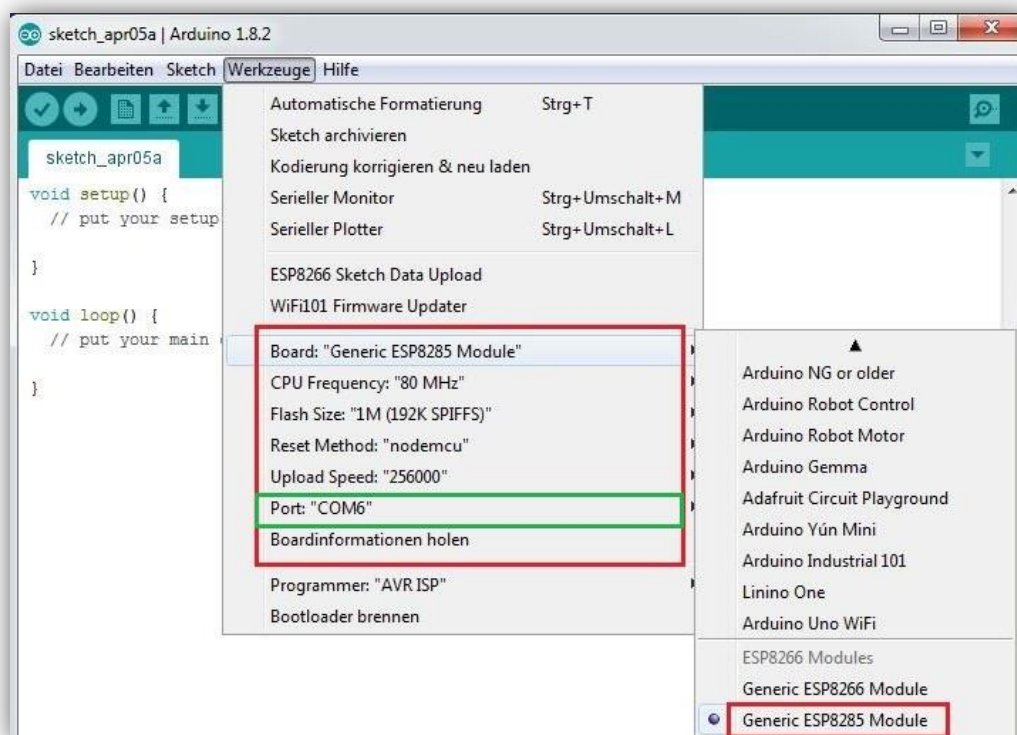 sketch_apr05a | Arduino 1.8.2
Datei Bearbeiten Sketch Werkzeuge Hilfe
sketch_apr05a
void setup() {
// put your setup
}
void loop() {
// put your main
}
Automatische Formatierung Strg+T
Sketch archivieren
Kodierung korrigieren & neu laden
Serieller Monitor Strg+Umschalt+M
Serieller Plotter Strg+Umschalt+L
ESP8266 Sketch Data Upload
WiFi101 Firmware Updater
Board: "Generic ESP8285 Module"
CPU Frequency: "80 MHz"
Flash Size: "1M (192K SPIFFS)"
Reset Method: "nodemcu"
Upload Speed: "256000"
Port: "COM6"
Boardinformationen holen
Programmer: "AVR ISP"
Bootloader brennen
Arduino NG or older
Arduino Robot Control
Arduino Robot Motor
Arduino Gemma
Adafruit Circuit Playground
Arduino Yún Mini
Arduino Industrial 101
Linino One
Arduino Uno WiFi
ESP8266 Modules
Generic ESP8266 Module
Generic ESP8285 Module